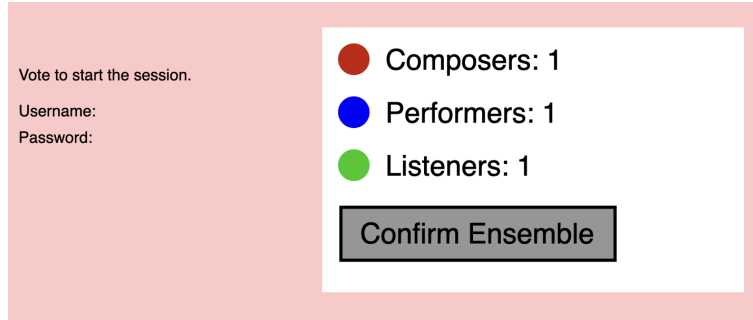 Vote to start the session.
Username:
Password:
Composers: 1
Performers: 1
Listeners: 1
Confirm Ensemble